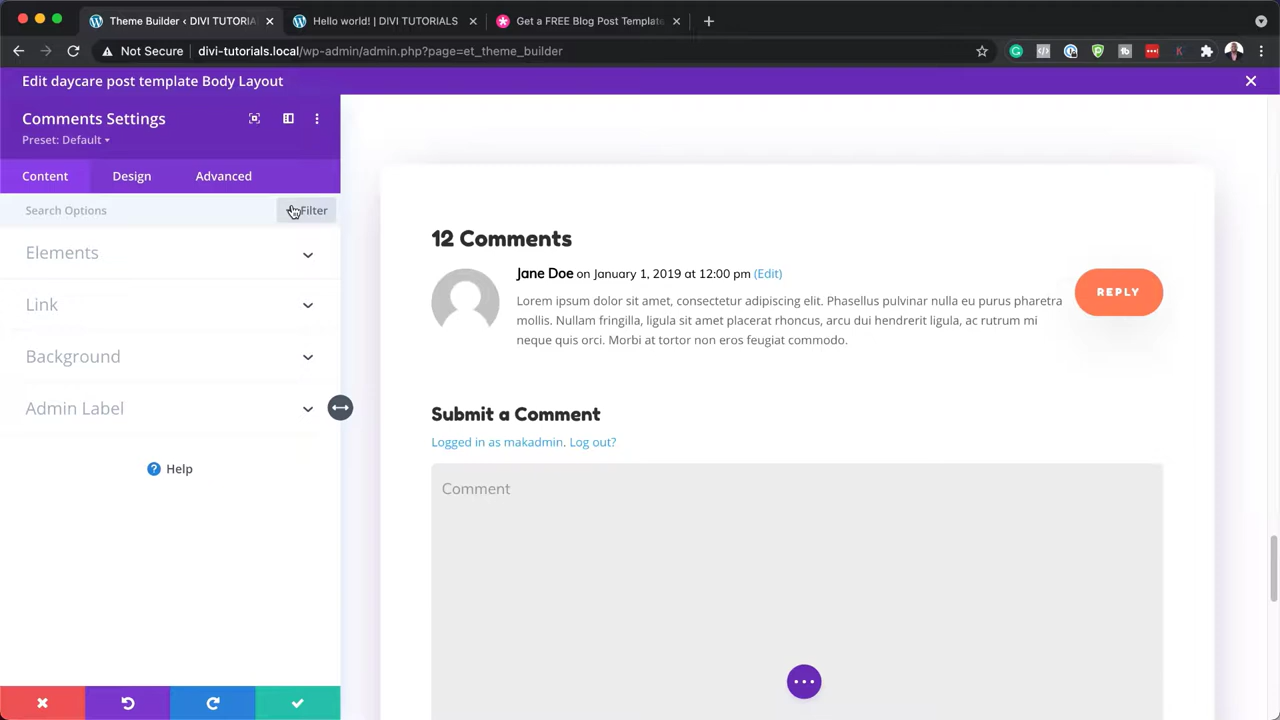 Theme Builder ‹ DIVI TUTORIA
Hello world! | DIVI TUTORIALS
Get a FREE Blog Post Template
Not Secure
divi-tutorials.local/wp-admin/admin.php?page=et_theme_builder
Edit daycare post template Body Layout
Comments Settings
Preset: Default
Content
Design
Advanced
Search Options
Filter
Elements
Link
Background
Admin Label
Help
12 Comments
Jane Doe on January 1, 2019 at 12:00 pm (Edit)
Lorem ipsum dolor sit amet, consectetur adipiscing elit. Phasellus pulvinar nulla eu purus pharetra
mollis. Nullam fringilla, ligula sit amet placerat rhoncus, arcu dui hendrerit ligula, ac rutrum mi
neque quis orci. Morbi at tortor non eros feugiat commodo.
REPLY
Submit a Comment
Logged in as makadmin. Log out?
Comment